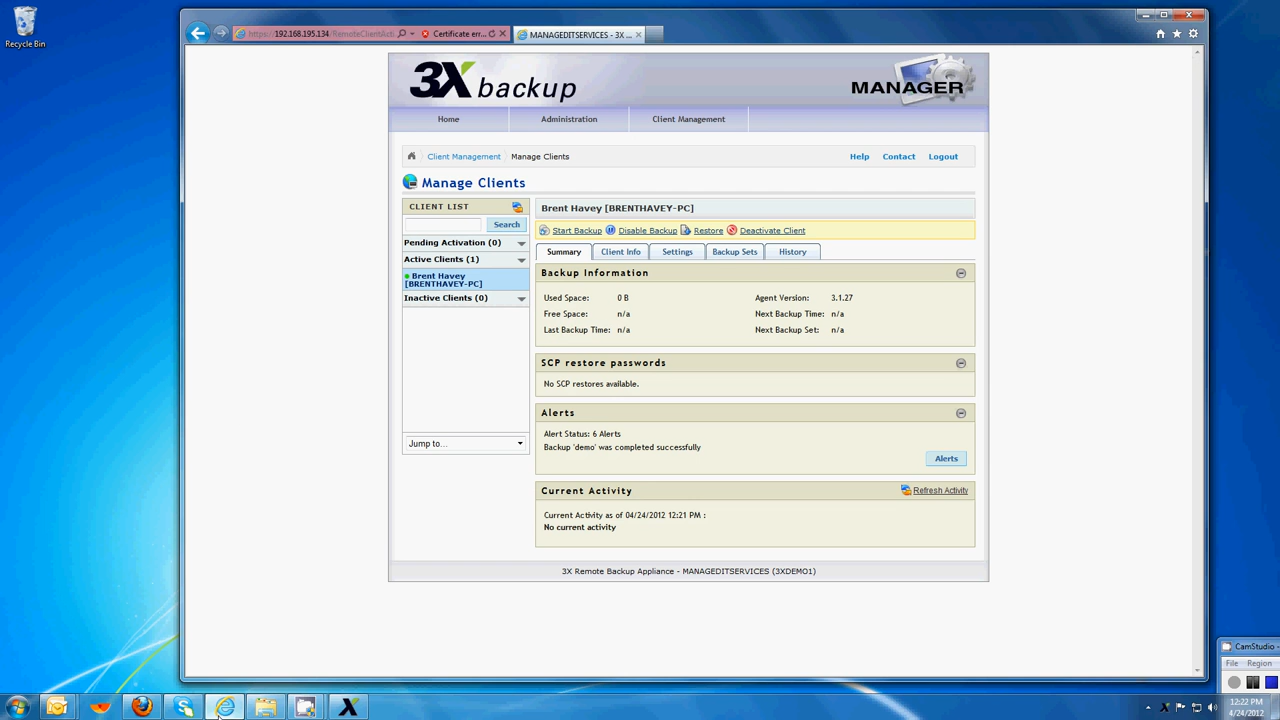 Recycle Bin
https://192.168.195.134/RemoteClientActi
Certificate err...
MANAGEDITSERVICES - 3X ...
3X backup
MANAGER
Home
Administration
Client Management
Client Management
Manage Clients
Help
Contact
Logout
Manage Clients
CLIENT LIST
Search
Pending Activation (0)
Active Clients (1)
Brent Havey
[BRENTHAVEY-PC]
Inactive Clients (0)
Jump to...
Brent Havey [BRENTHAVEY-PC]
Start Backup
Disable Backup
Restore
Deactivate Client
Summary
Client Info
Settings
Backup Sets
History
Backup Information
Used Space: 0 B
Agent Version: 3.1.27
Free Space: n/a
Next Backup Time: n/a
Last Backup Time: n/a
Next Backup Set: n/a
SCP restore passwords
No SCP restores available.
Alerts
Alert Status: 6 Alerts
Backup 'demo' was completed successfully
Alerts
Current Activity
Refresh Activity
Current Activity as of 04/24/2012 12:21 PM :
No current activity
3X Remote Backup Appliance - MANAGEDITSERVICES (3XDEMO1)
CamStudio -
File Region
12:22 PM
4/24/2012